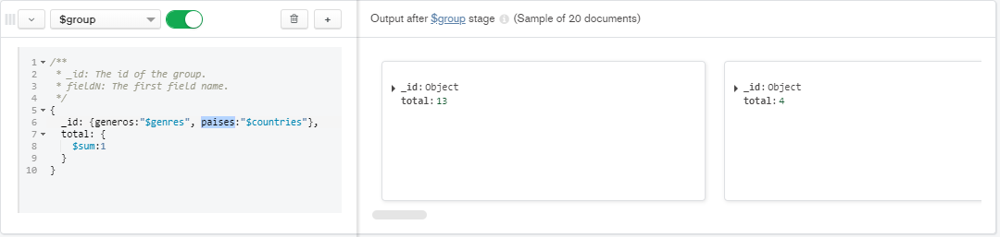 $group
+
Output after $group stage (Sample of 20 documents)
1 /**
2 * _id: The id of the group.
3 * fieldN: The first field name.
4 */
5 {
6 _id: {generos:"$genres", paises:"$countries"},
7 total: {
8 $sum:1
9 }
10 }
_id: Object
total: 13
_id: Object
total: 4